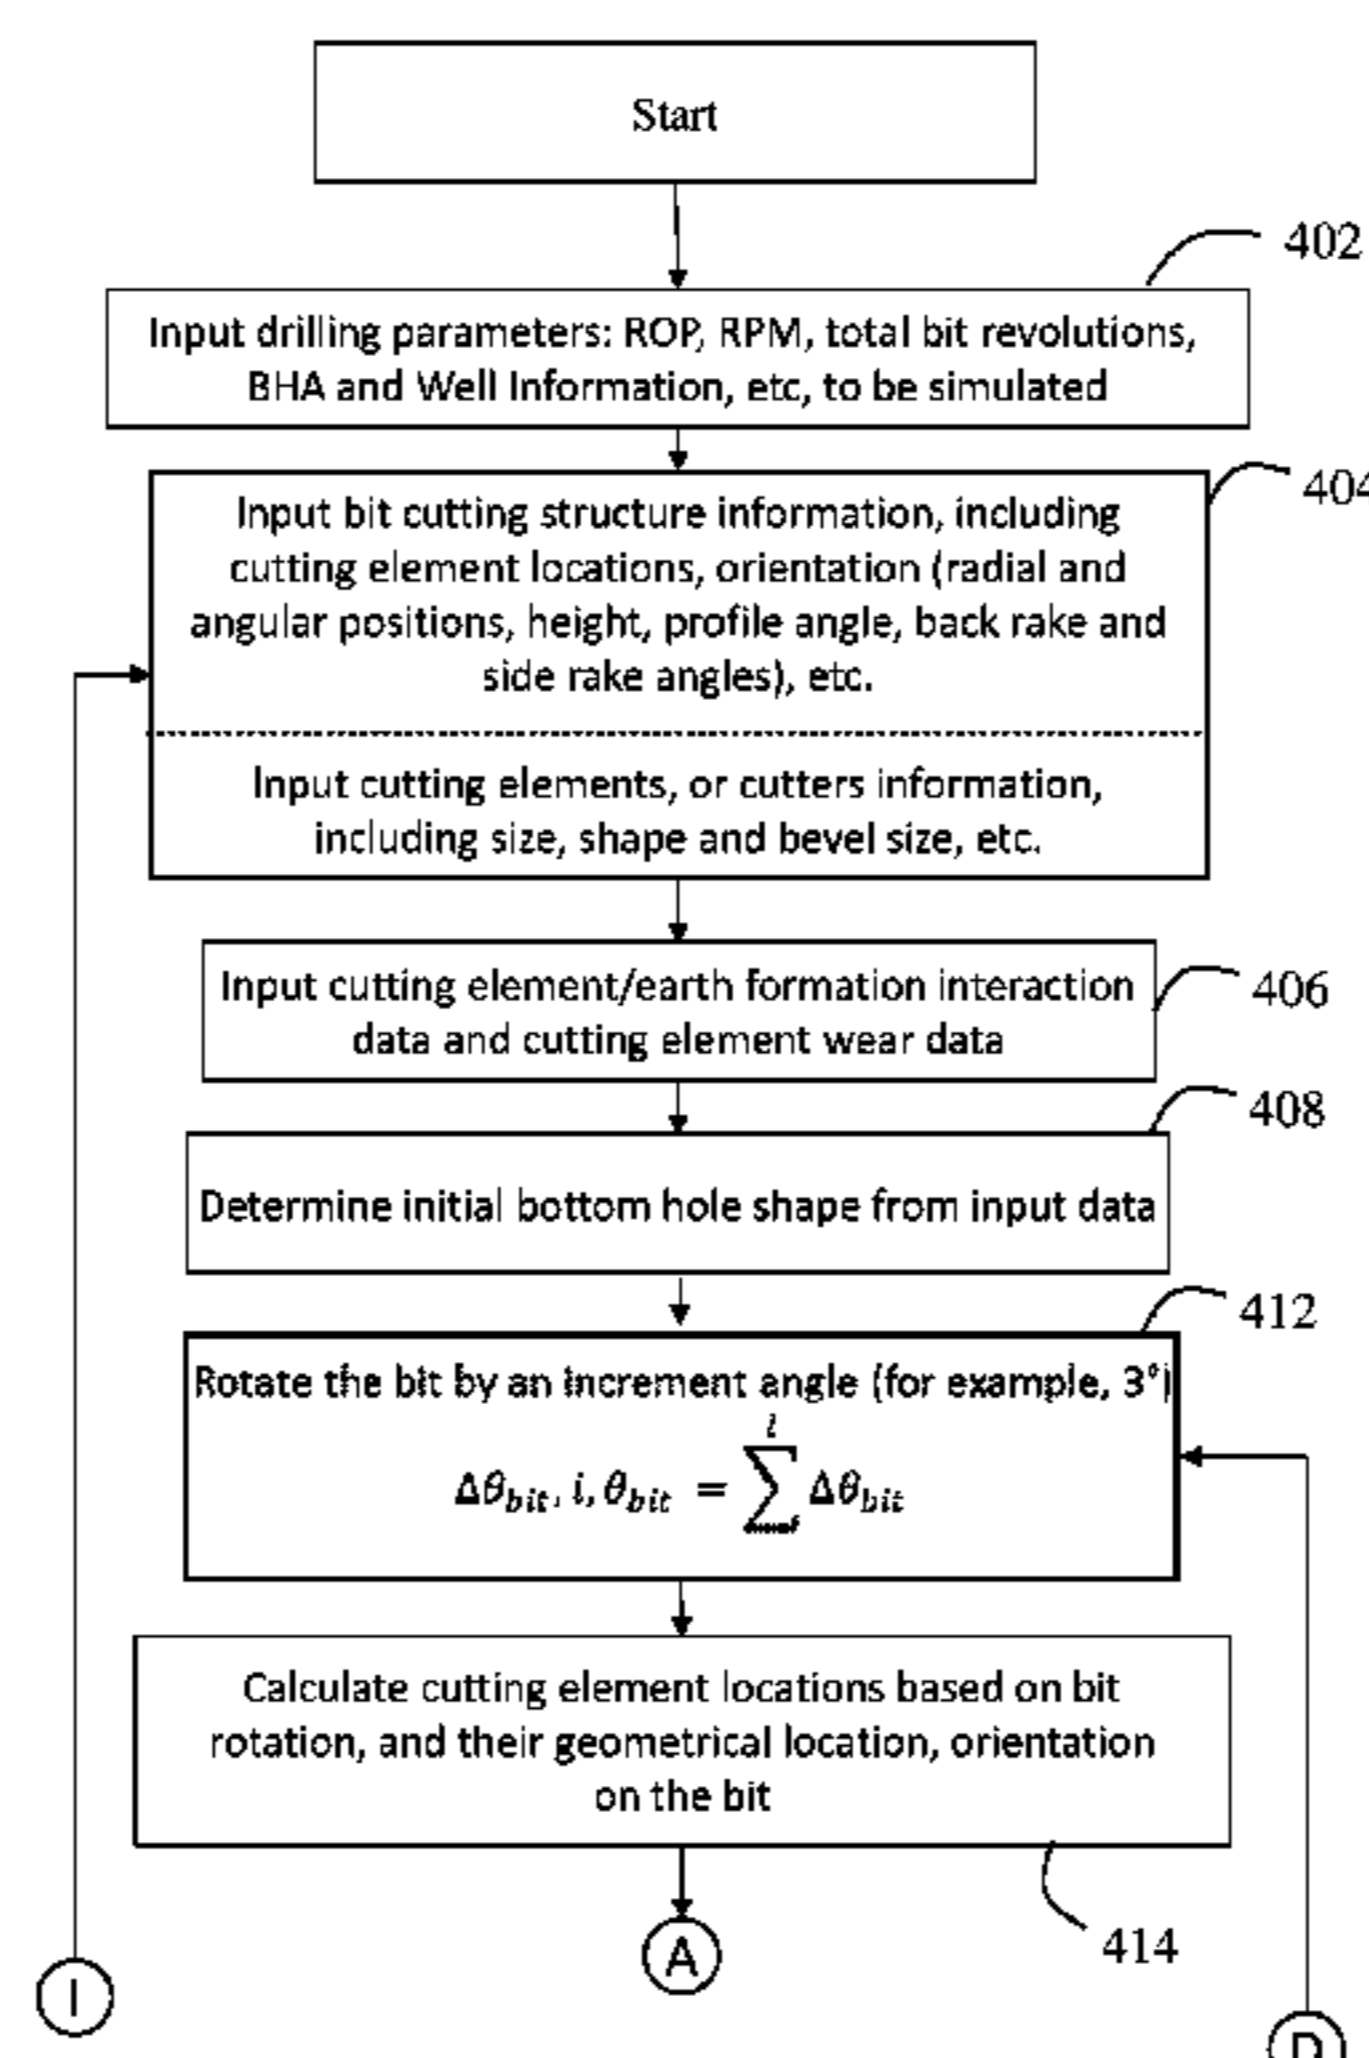 Start
402
Input drilling parameters: ROP, RPM, total bit revolutions,
BHA and Well Information, etc, to be simulated
404
Input bit cutting structure information, including
cutting element locations, orientation (radial and
angular positions, height, profile angle, back rake and
side rake angles), etc.
Input cutting elements, or cutters information,
including size, shape and bevel size, etc.
406
Input cutting element/earth formation interaction
data and cutting element wear data
408
Determine initial bottom hole shape from input data
412
Rotate the bit by an increment angle (for example, 3°)
i
Δθbit, i, θbit = ∑ Δθbit
Calculate cutting element locations based on bit
rotation, and their geometrical location, orientation
on the bit
414
A
I
D